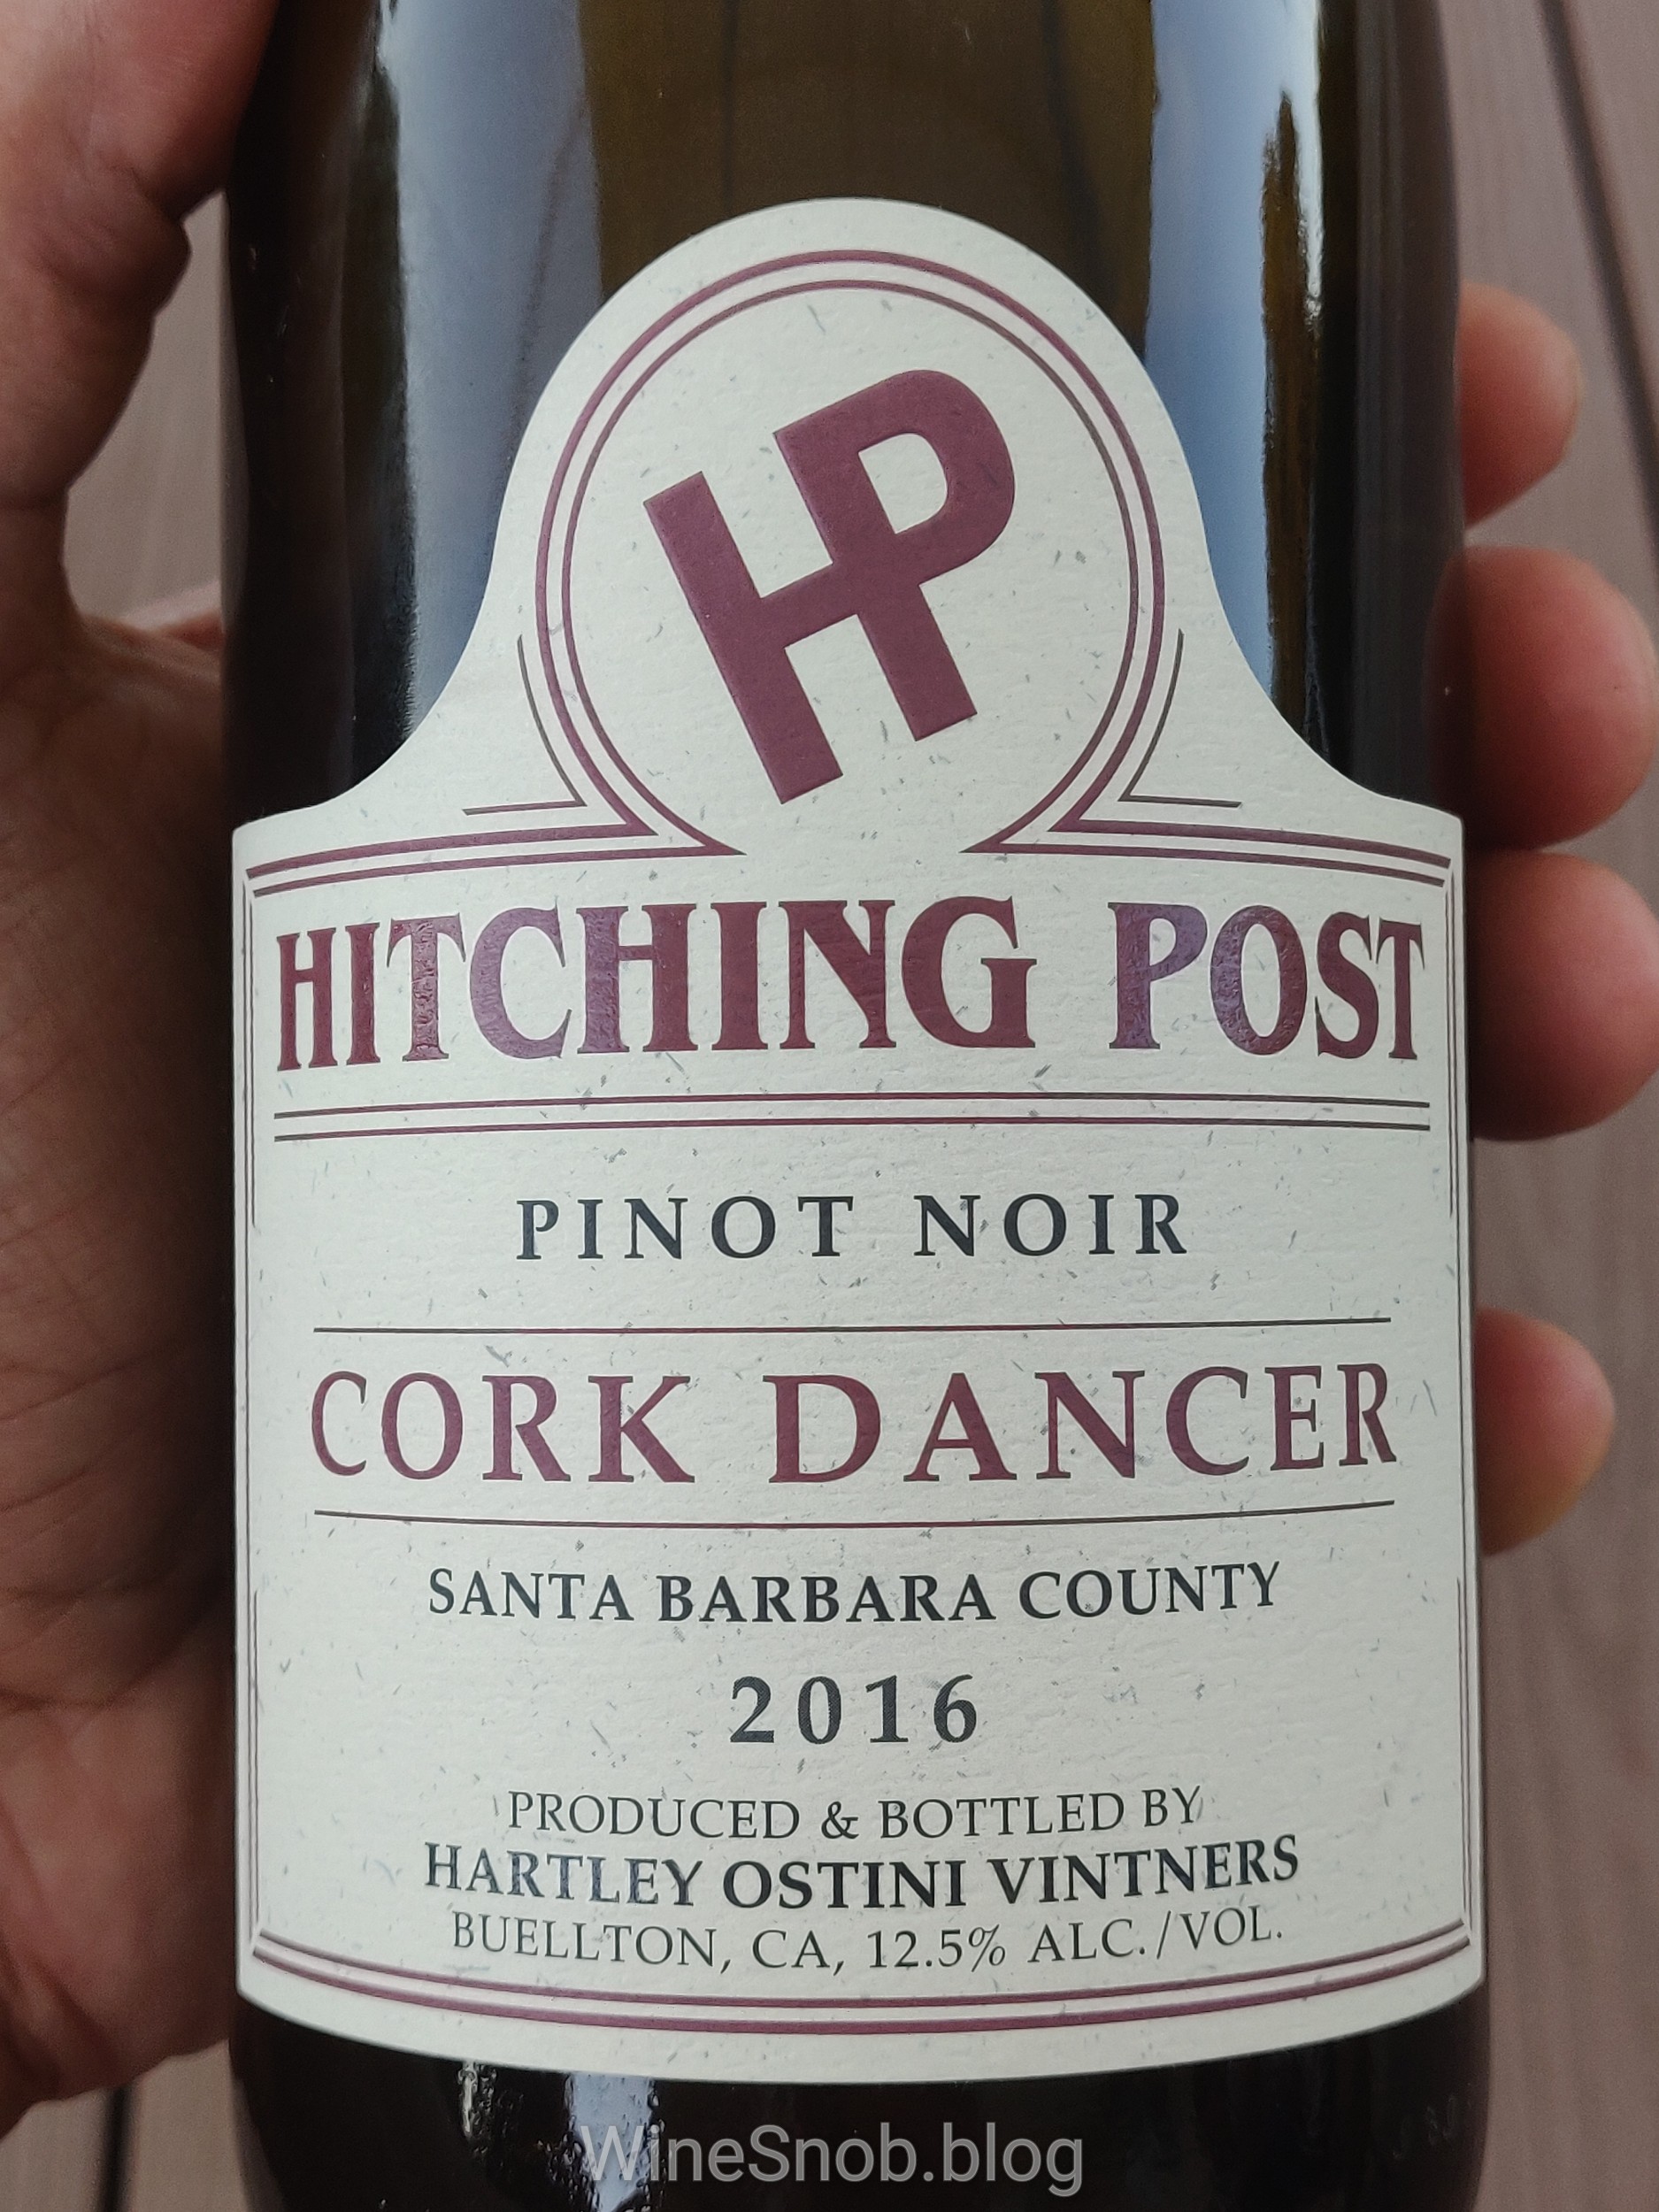 HP
HITCHING POST
PINOT NOIR
CORK DANCER
SANTA BARBARA COUNTY
2016
PRODUCED & BOTTLED BY
HARTLEY OSTINI VINTNERS
BUELLTON, CA, 12.5% ALC./VOL.
WineSnob.blog